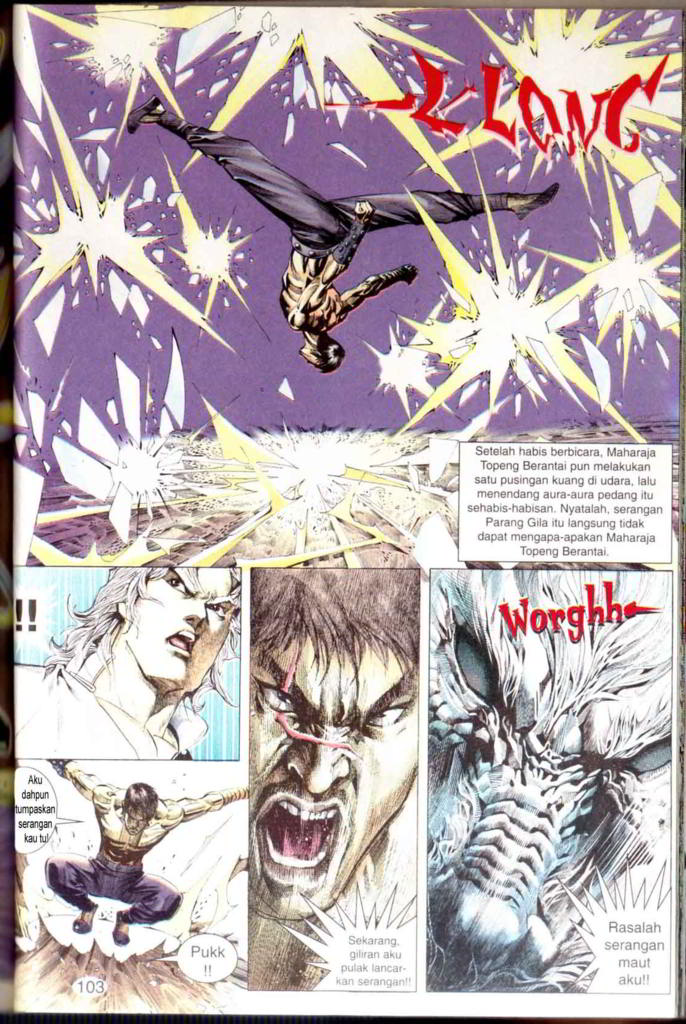 KLONG
Setelah habis berbicara, Maharaja
Topeng Berantai pun melakukan
satu pusingan kuang di udara, lalu
menendang aura-aura pedang itu
sehabis-habisan. Nyatalah, serangan
Parang Gila itu langsung tidak
dapat mengapa-apakan Maharaja
Topeng Berantai.
!!
Aku
dahpun
tumpaskan
serangan
kau tu!
Pukk
!!
Sekarang,
giliran aku
pulak lancar-
kan serangan!!
Worghh
Rasalah
serangan
maut
aku!!
103